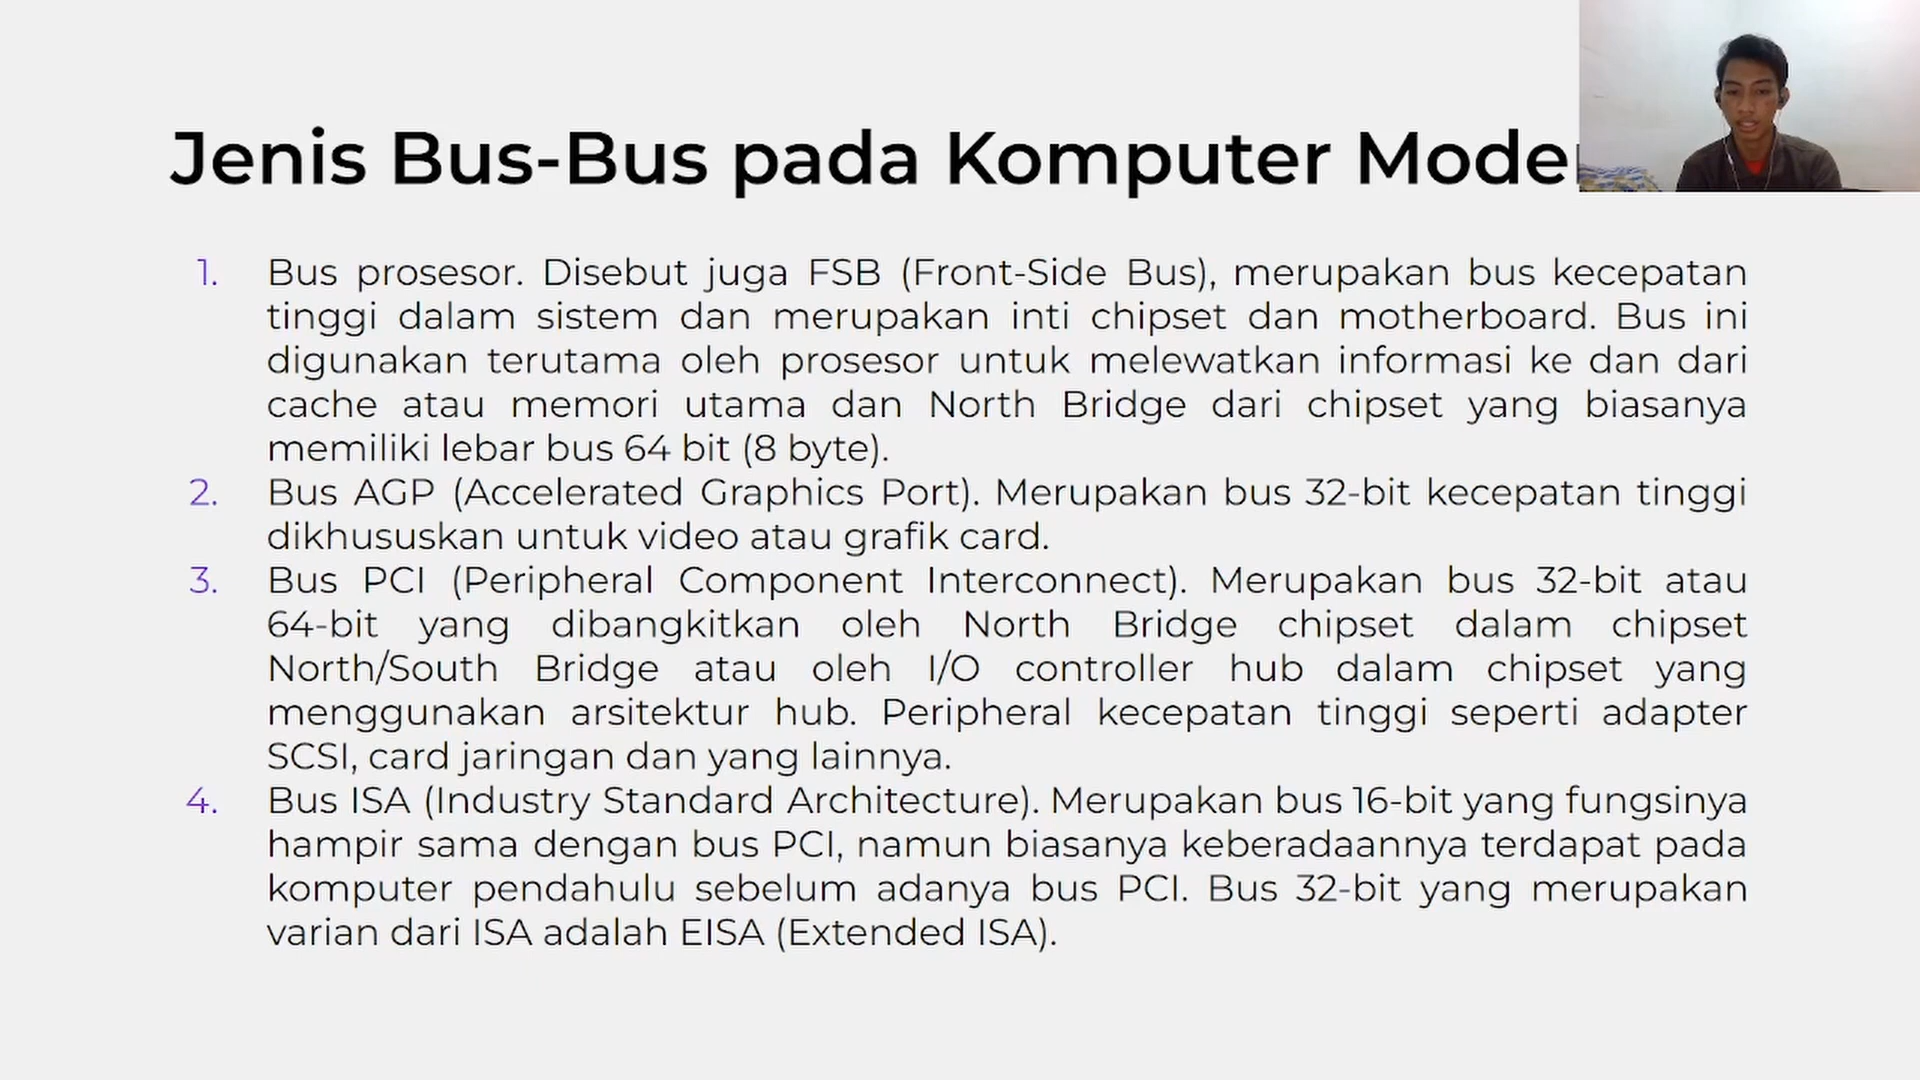 Jenis Bus-Bus pada Komputer
1. Bus prosesor. Disebut juga FSB (Front-Side Bus), merupakan bus kecepatan
tinggi dalam sistem dan merupakan inti chipset dan motherboard. Bus ini
digunakan terutama oleh prosesor untuk melewatkan informasi ke dan dari
cache atau memori utama dan North Bridge dari chipset yang biasanya
memiliki lebar bus 64 bit (8 byte).
2. Bus AGP (Accelerated Graphics Port). Merupakan bus 32-bit kecepatan tinggi
dikhususkan untuk video atau grafik card.
3. Bus PCI (Peripheral Component Interconnect). Merupakan bus 32-bit atau
64-bit yang dibangkitkan oleh North Bridge chipset dalam chipset
North/South Bridge atau oleh I/O controller hub dalam chipset yang
menggunakan arsitektur hub. Peripheral kecepatan tinggi seperti adapter
SCSI, card jaringan dan yang lainnya.
4. Bus ISA (Industry Standard Architecture). Merupakan bus 16-bit yang fungsinya
hampir sama dengan bus PCI, namun biasanya keberadaannya terdapat pada
komputer pendahulu sebelum adanya bus PCI. Bus 32-bit yang merupakan
varian dari ISA adalah EISA (Extended ISA).